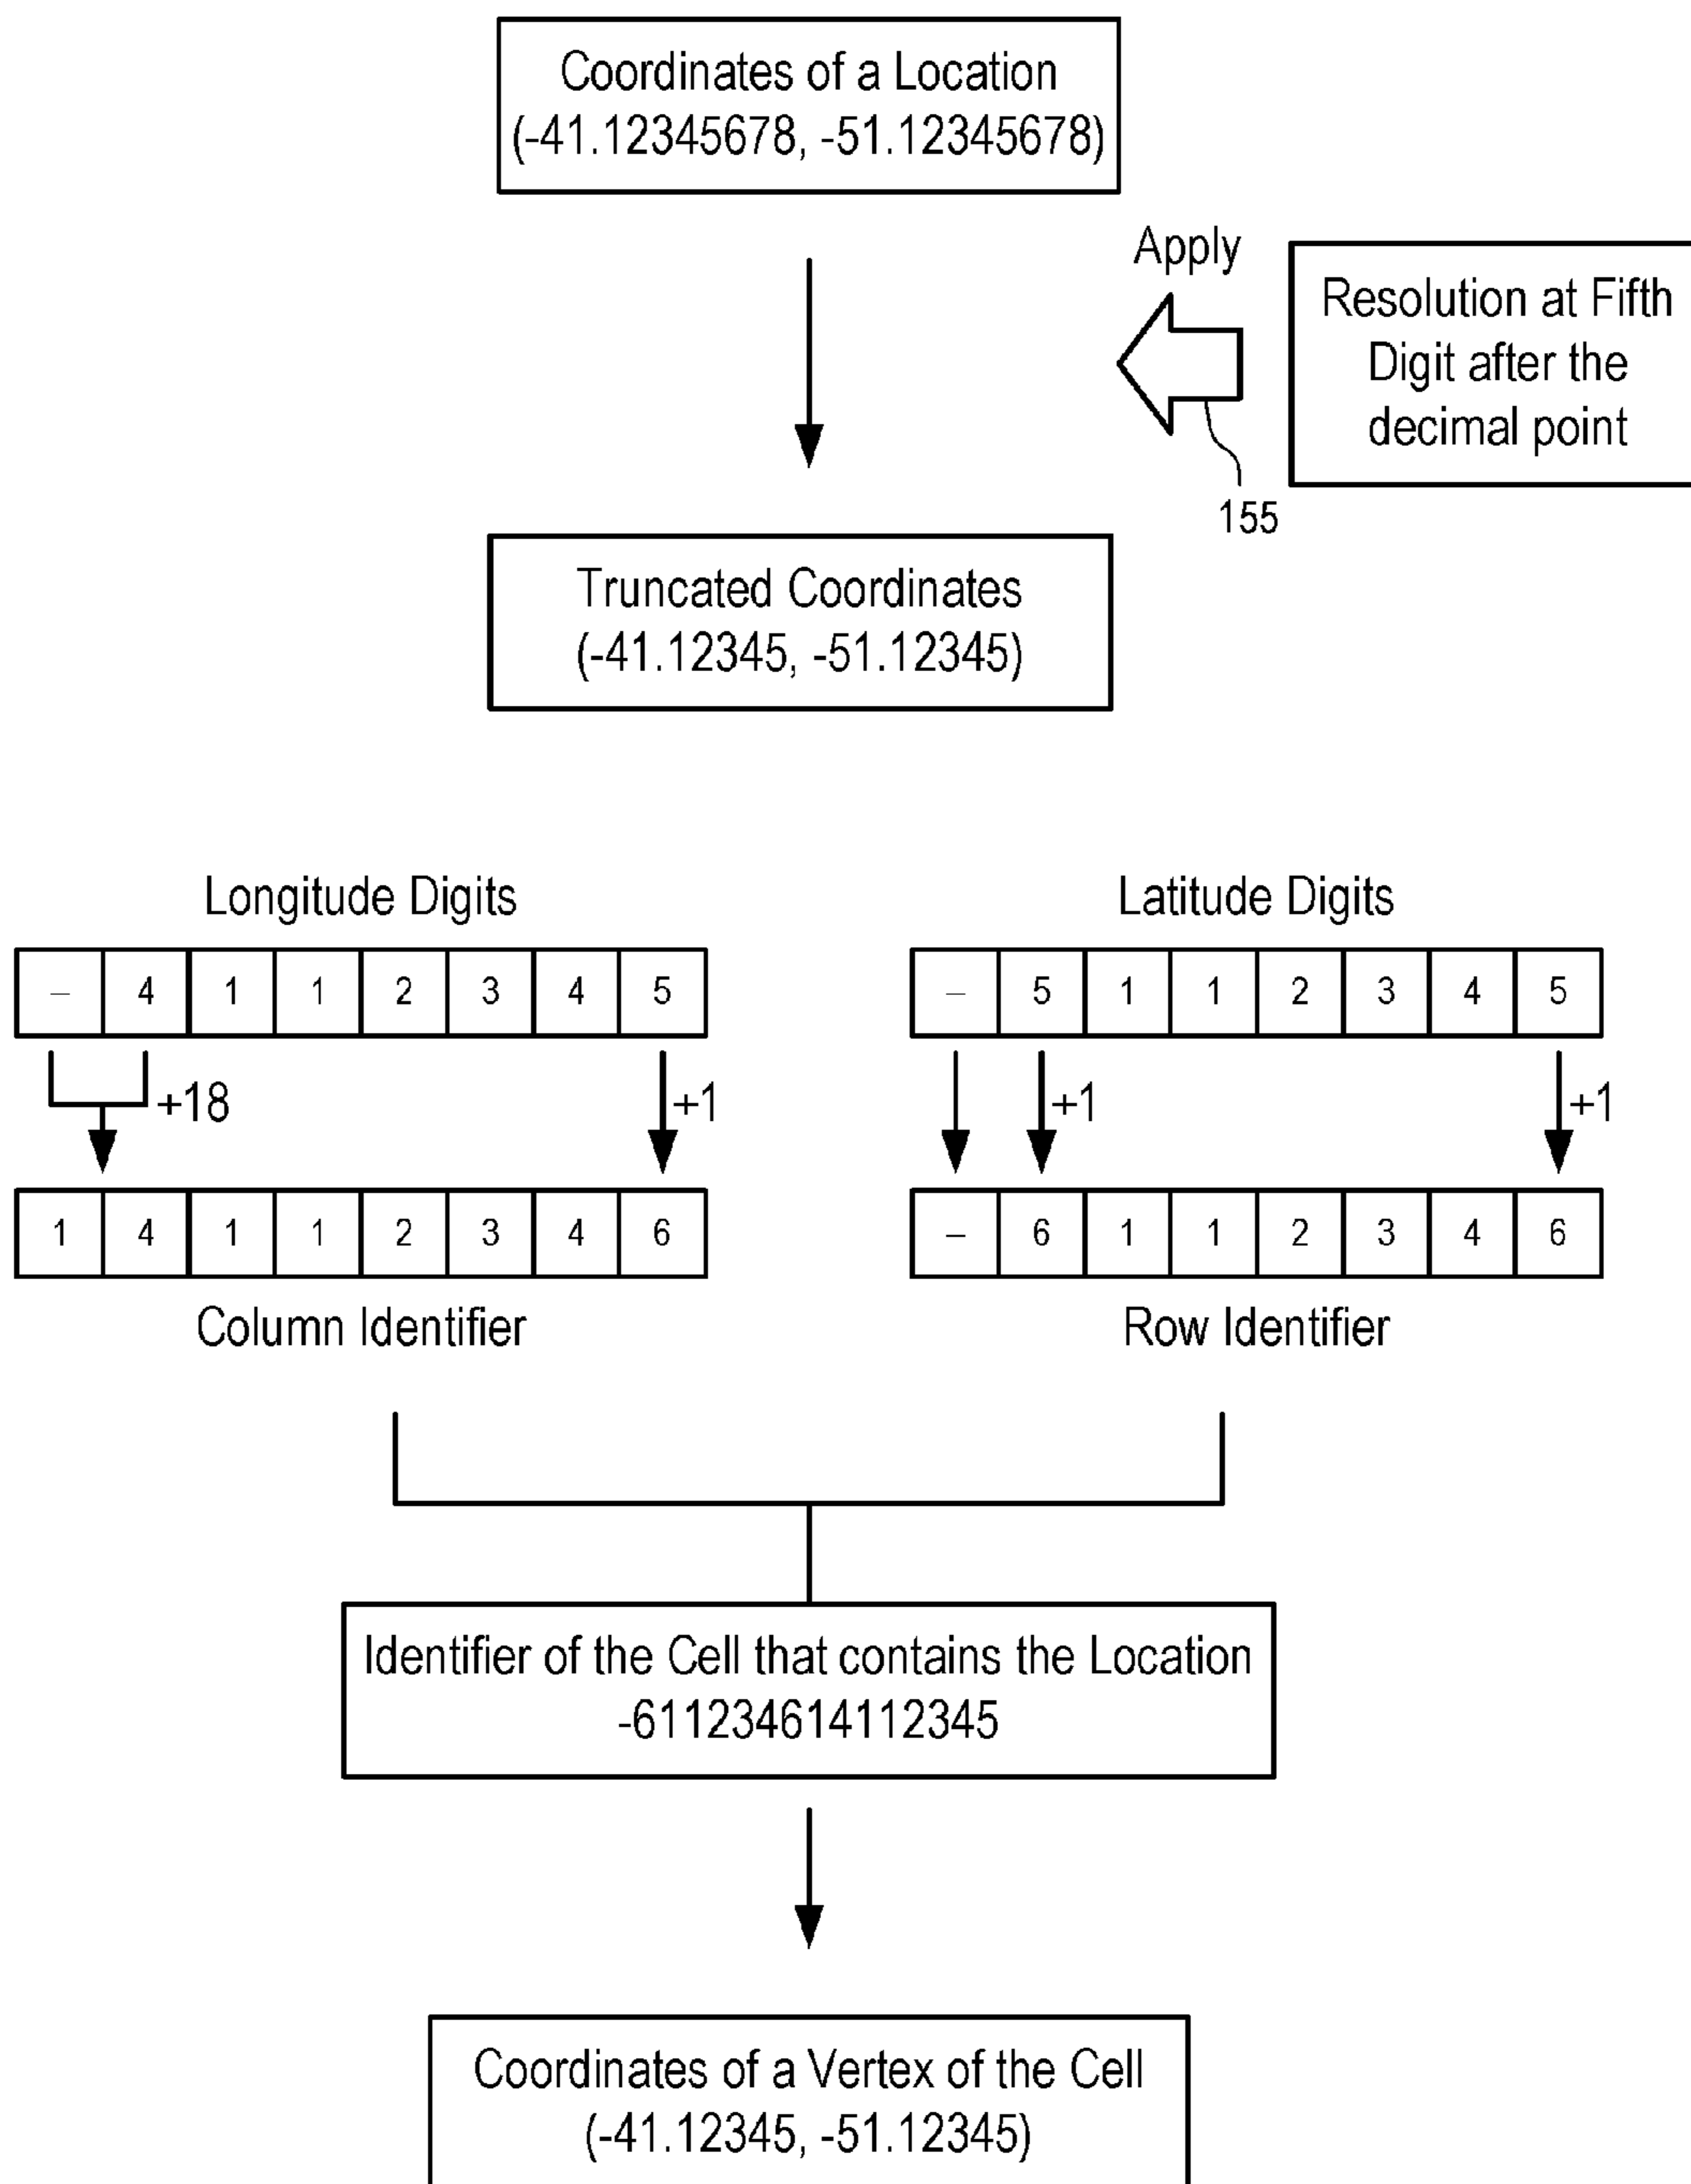 Coordinates of a Location
(-41.12345678, -51.12345678)
Apply
Resolution at Fifth
Digit after the
decimal point
155
Truncated Coordinates
(-41.12345, -51.12345)
Longitude Digits
Latitude Digits
– 4 1 1 2 3 4 5
– 5 1 1 2 3 4 5
+18
+1
+1
+1
1 4 1 1 2 3 4 6
– 6 1 1 2 3 4 6
Column Identifier
Row Identifier
Identifier of the Cell that contains the Location
-611234614112345
Coordinates of a Vertex of the Cell
(-41.12345, -51.12345)